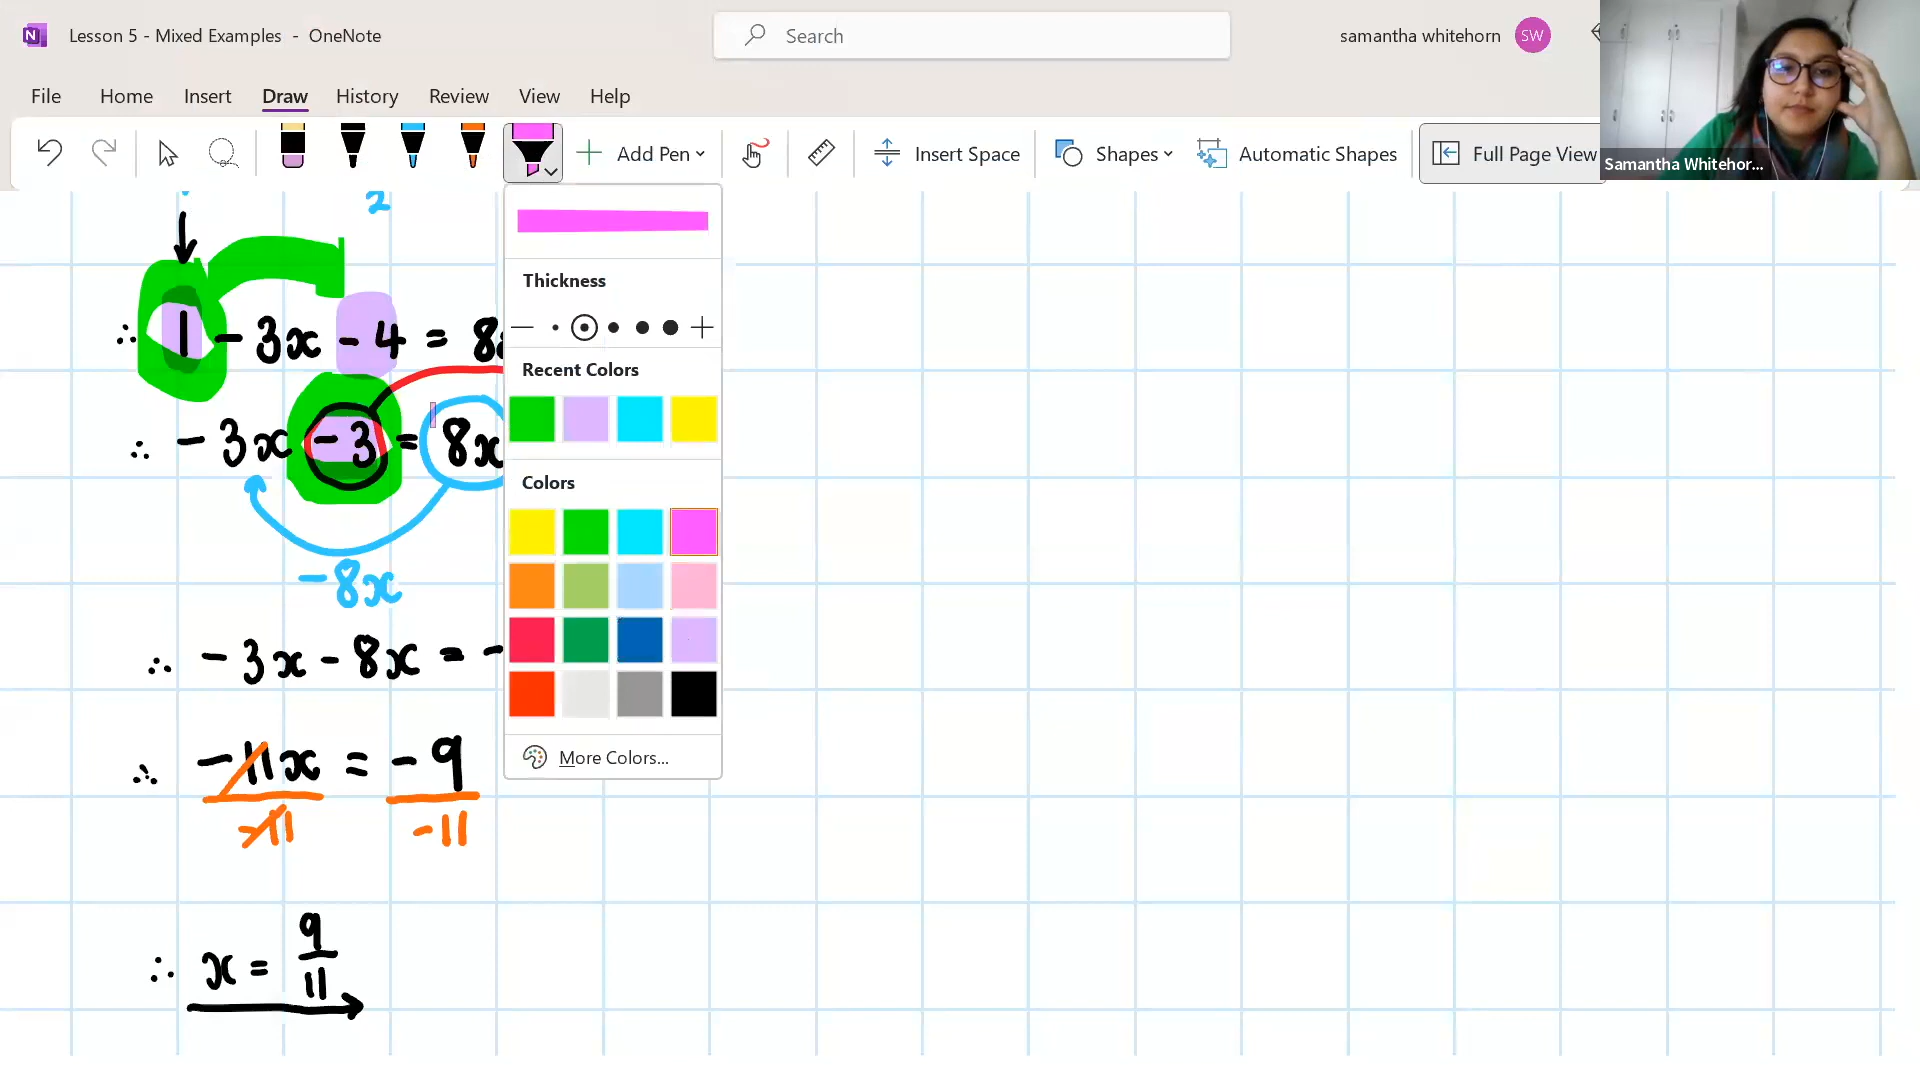 Lesson 5 - Mixed Examples - OneNote
Search
samantha whitehorn SW
File Home Insert Draw History Review View Help
Add Pen Insert Space Shapes Automatic Shapes Full Page View
Samantha Whitehor...
2
∴ 1 - 3x - 4 = 8
∴ - 3x - 3 = 8x
- 8x
∴ - 3x - 8x = -
∴ - 11x = - 9
-11 -11
∴ x = 9
11
Thickness
Recent Colors
Colors
More Colors...